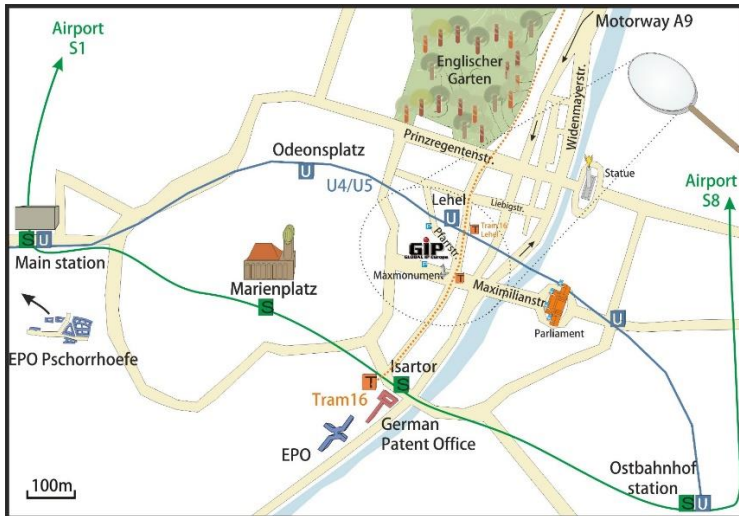 Airport
S1
Motorway A9
Englischer
Garten
Widenmayerstr.
Prinzregentenstr.
Odeonsplatz
U
U4/U5
Statue
Airport
S8
Liebigstr.
Lehel
U
Tram16
Lehel
T
Pfarrstr
P
GIP
P
Maxmonument
T
Maximilianstr.
S U
Main station
Marienplatz
S
P
P
Parliament
U
EPO Pschorrhoefe
Isartor
T
S
Tram16
German
Patent Office
EPO
Ostbahnhof
station
S U
100m